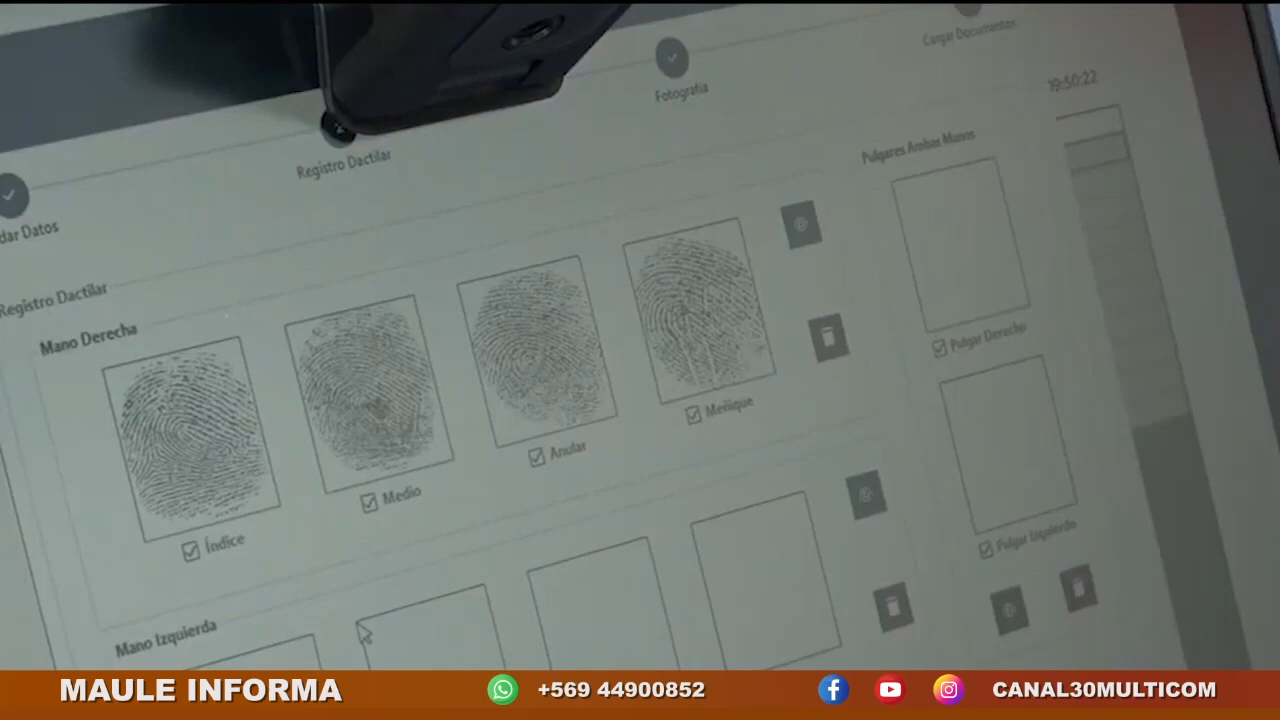 Cargar Documentos
Fotografía
19:30:22
Registro Dactilar
dar Datos
Pulgares Ambas Manos
Registro Dactilar
Mano Derecha
Pulgar Derecho
Meñique
Anular
Medio
Índice
Pulgar Izquierdo
Mano Izquierda
MAULE INFORMA
+569 44900852
CANAL30MULTICOM